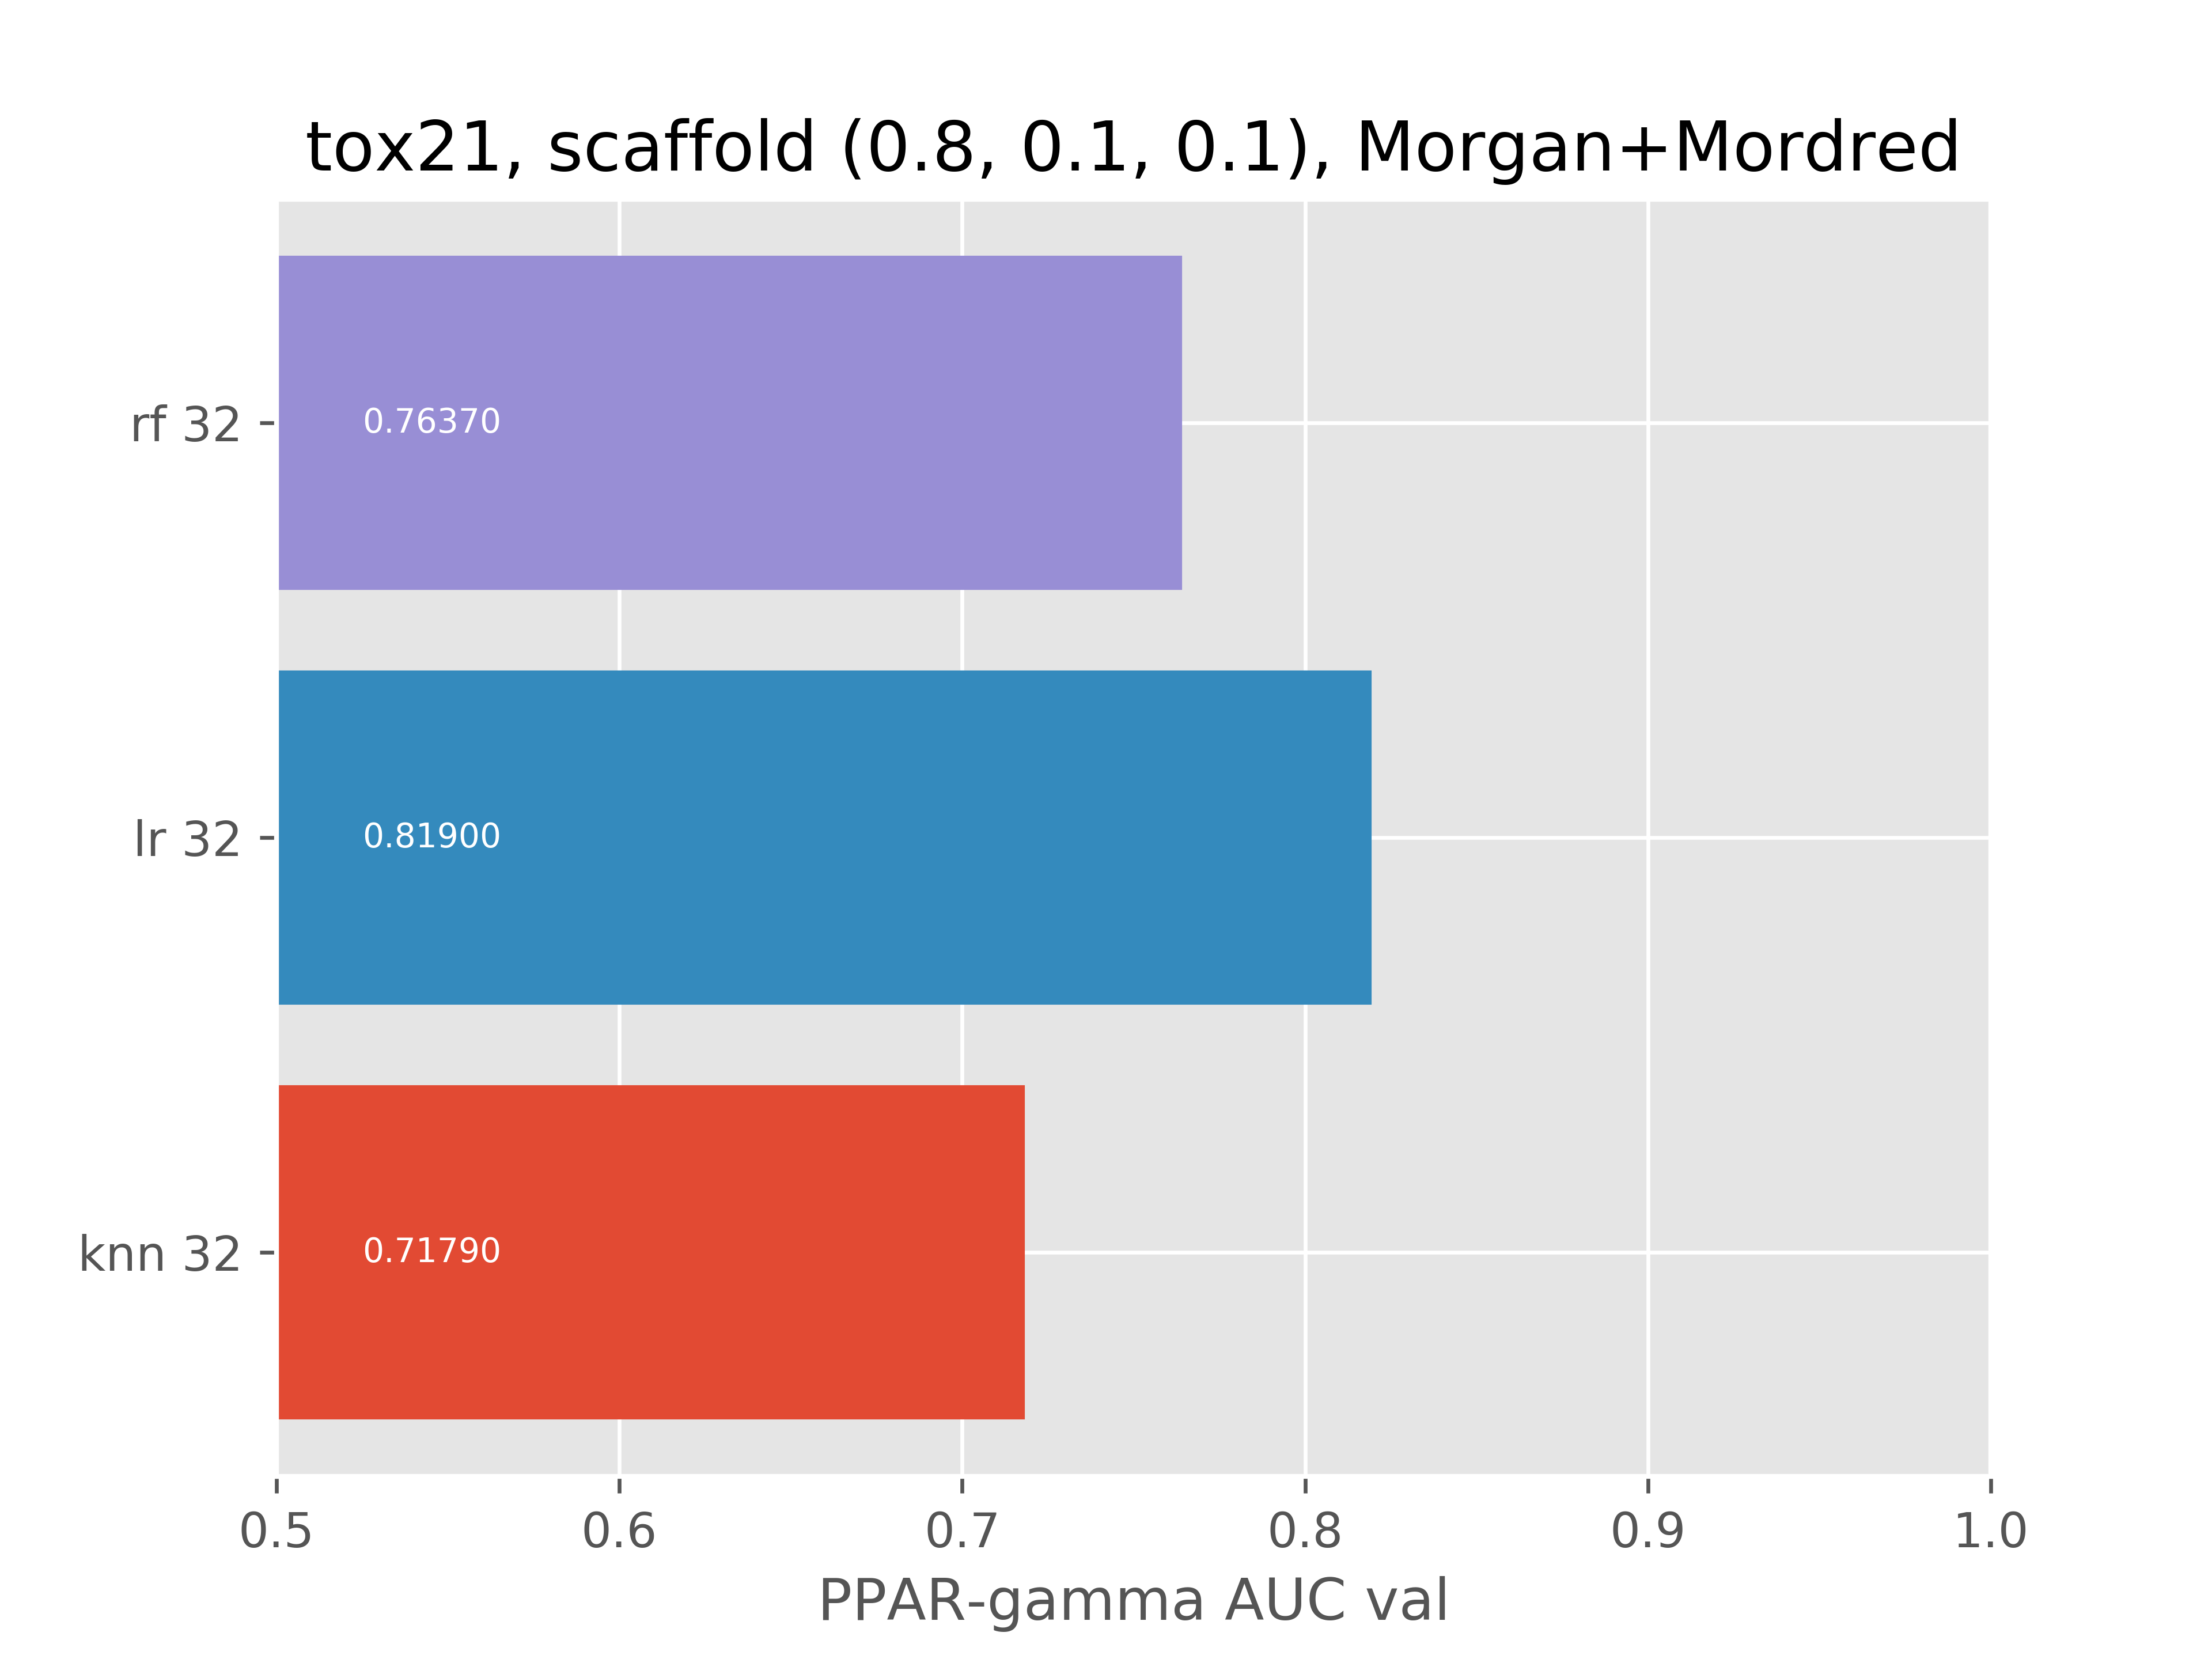 tox21, scaffold (0.8, 0.1, 0.1), Morgan+Mordred
rf 32
0.76370
lr 32
0.81900
knn 32
0.71790
0.5 0.6 0.7 0.8 0.9 1.0
PPAR-gamma AUC val